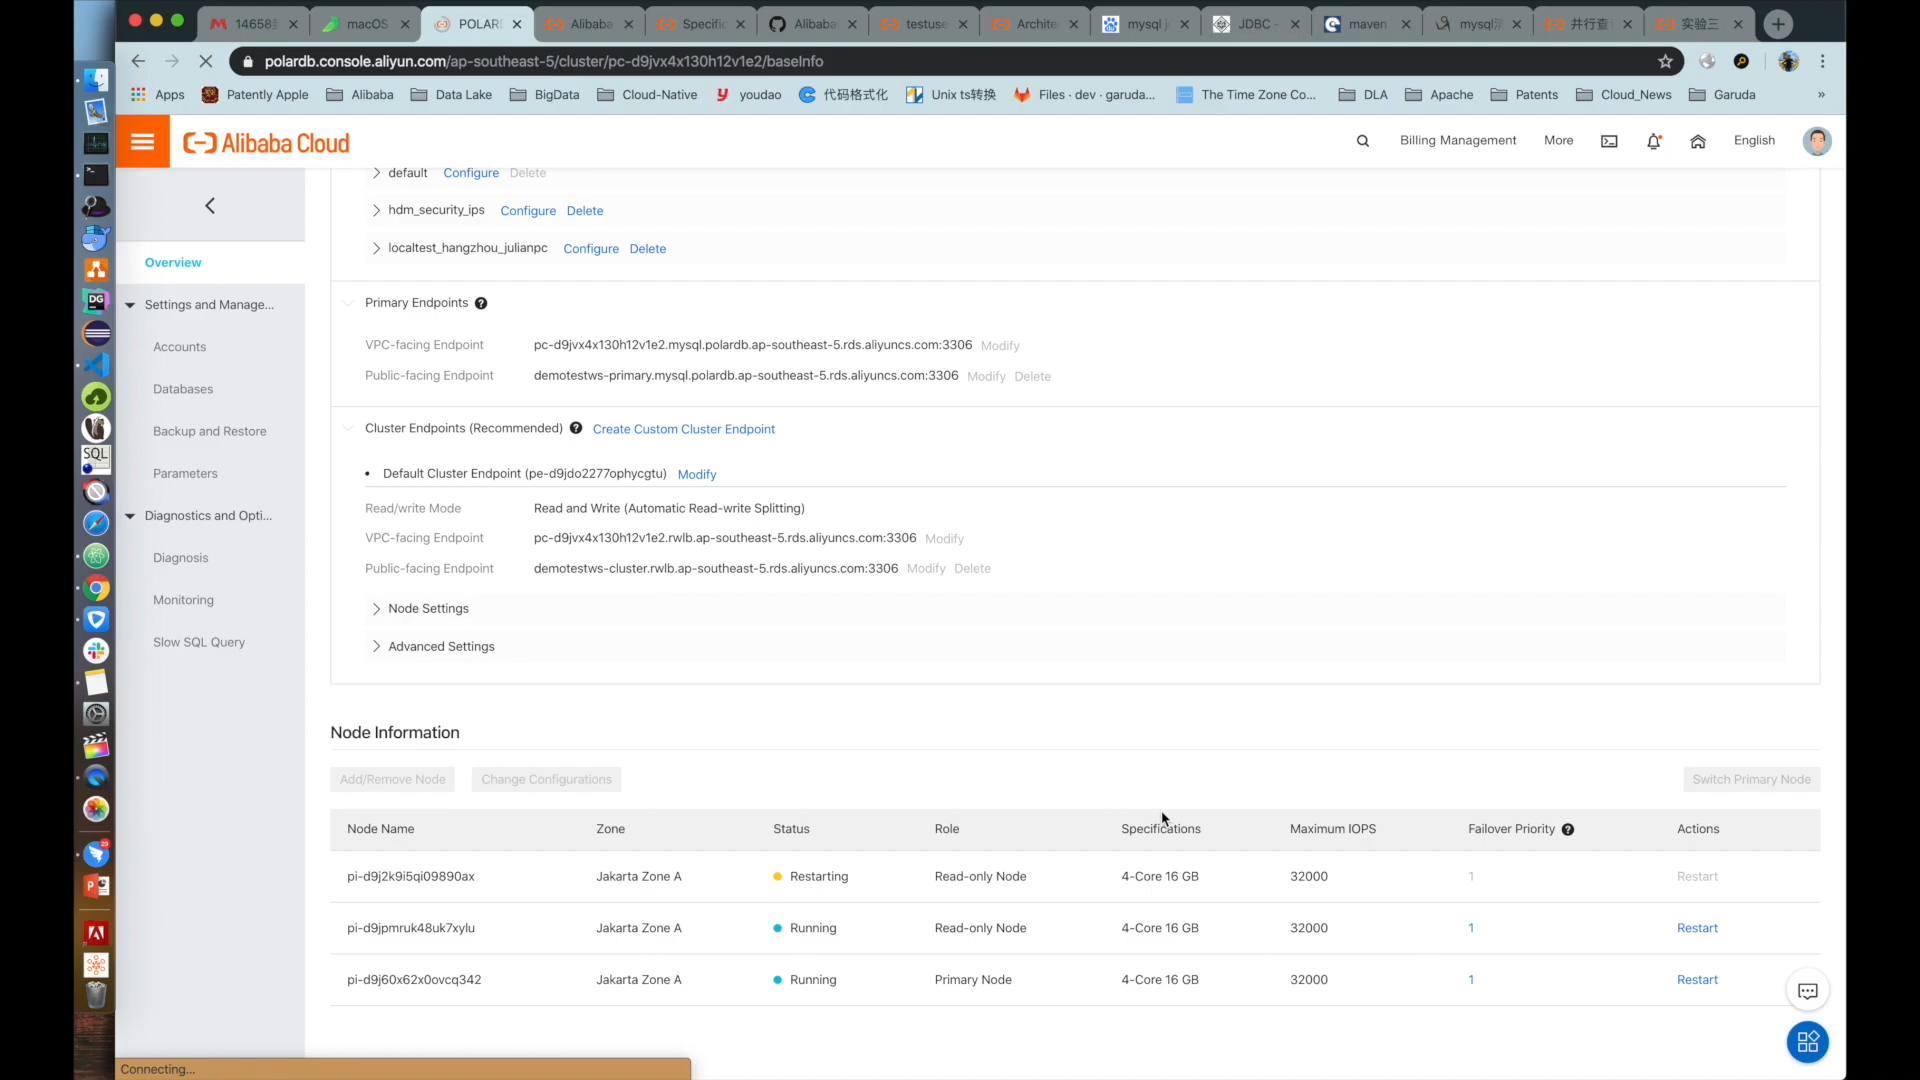 14658 macOS POLAR Alibaba Specific Alibaba testuse Archite mysql j JDBC - maven mysql 并行查 实验三
polardb.console.aliyun.com/ap-southeast-5/cluster/pc-d9jvx4x130h12v1e2/baseInfo
Apps Patently Apple Alibaba Data Lake BigData Cloud-Native youdao 代码格式化 Unix ts转换 Files · dev · garuda... The Time Zone Co... DLA Apache Patents Cloud_News Garuda »
Alibaba Cloud Billing Management More English
default Configure Delete
hdm_security_ips Configure Delete
localtest_hangzhou_julianpc Configure Delete
Overview
Settings and Manage...
Accounts
Databases
Backup and Restore
Parameters
Diagnostics and Opti...
Diagnosis
Monitoring
Slow SQL Query
Primary Endpoints ?
VPC-facing Endpoint pc-d9jvx4x130h12v1e2.mysql.polardb.ap-southeast-5.rds.aliyuncs.com:3306 Modify
Public-facing Endpoint demotestws-primary.mysql.polardb.ap-southeast-5.rds.aliyuncs.com:3306 Modify Delete
Cluster Endpoints (Recommended) ? Create Custom Cluster Endpoint
• Default Cluster Endpoint (pe-d9jdo2277ophycgtu) Modify
Read/write Mode Read and Write (Automatic Read-write Splitting)
VPC-facing Endpoint pc-d9jvx4x130h12v1e2.rwlb.ap-southeast-5.rds.aliyuncs.com:3306 Modify
Public-facing Endpoint demotestws-cluster.rwlb.ap-southeast-5.rds.aliyuncs.com:3306 Modify Delete
Node Settings
Advanced Settings
Node Information
Add/Remove Node Change Configurations Switch Primary Node
Node Name Zone Status Role Specifications Maximum IOPS Failover Priority ? Actions
pi-d9j2k9i5qi09890ax Jakarta Zone A Restarting Read-only Node 4-Core 16 GB 32000 1 Restart
pi-d9jpmruk48uk7xylu Jakarta Zone A Running Read-only Node 4-Core 16 GB 32000 1 Restart
pi-d9j60x62x0ovcq342 Jakarta Zone A Running Primary Node 4-Core 16 GB 32000 1 Restart
Connecting...
DG
SQL
29